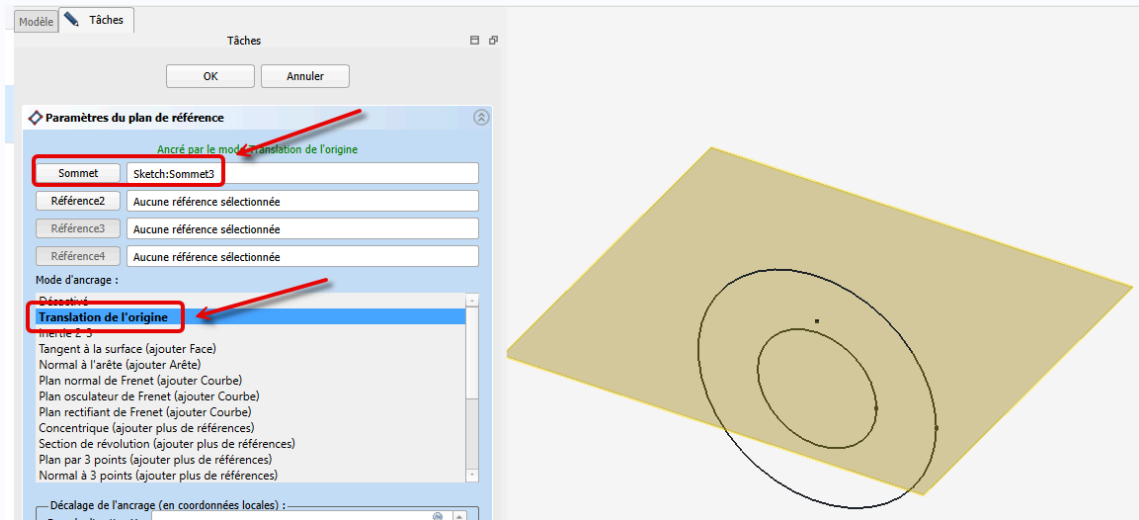 Modèle
Tâches
Tâches
OK
Annuler
Paramètres du plan de référence
Ancré par le mode Translation de l'origine
Sommet
Sketch:Sommet3
Référence2
Aucune référence sélectionnée
Référence3
Aucune référence sélectionnée
Référence4
Aucune référence sélectionnée
Mode d'ancrage :
Désactivé
Translation de l'origine
Inertie 2-3
Tangent à la surface (ajouter Face)
Normal à l'arête (ajouter Arête)
Plan normal de Frenet (ajouter Courbe)
Plan osculateur de Frenet (ajouter Courbe)
Plan rectifiant de Frenet (ajouter Courbe)
Concentrique (ajouter plus de références)
Section de révolution (ajouter plus de références)
Plan par 3 points (ajouter plus de références)
Normal à 3 points (ajouter plus de références)
Décalage de l'ancrage (en coordonnées locales) :